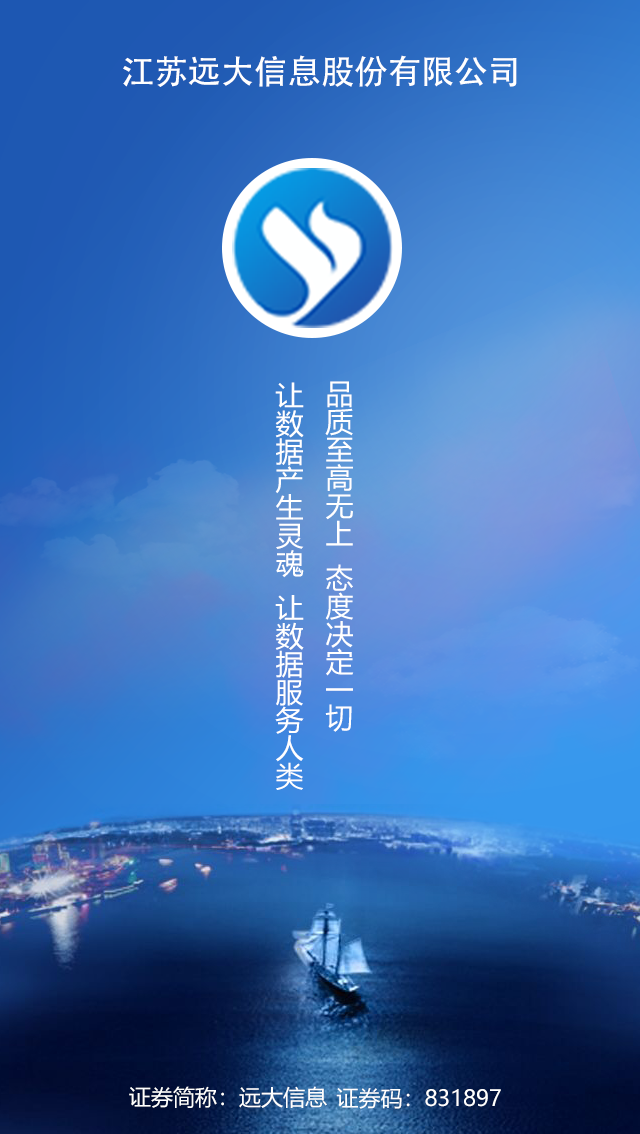 江苏远大信息股份有限公司
品质至高无上 态度决定一切
让数据产生灵魂 让数据服务人类
证券简称：远大信息 证券码：831897